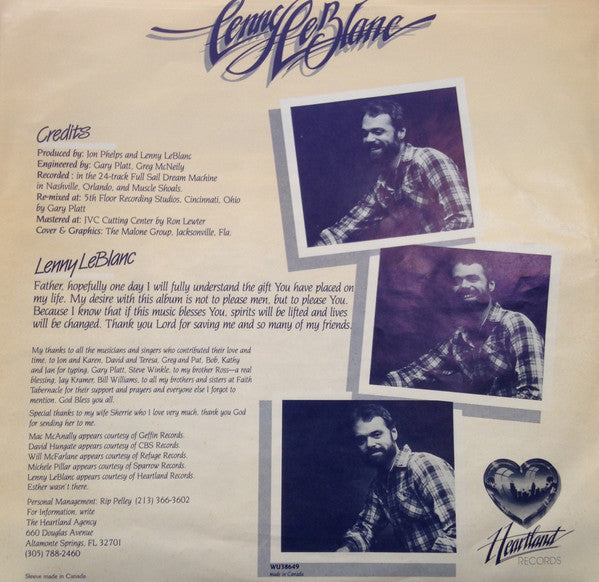 Lenny LeBlanc
Credits
Produced by: Jon Phelps and Lenny LeBlanc
Engineered by: Gary Platt, Greg McNeily
Recorded : in the 24-track Full Sail Dream Machine
in Nashville, Orlando, and Muscle Shoals.
Re-mixed at: 5th Floor Recording Studios, Cincinnati, Ohio
by Gary Platt
Mastered at: JVC Cutting Center by Ron Lewter
Cover & Graphics: The Malone Group, Jacksonville, Fla.
Lenny LeBlanc
Father, hopefully one day I will fully understand the gift You have placed on
my life. My desire with this album is not to please men, but to please You.
Because I know that if this music blesses You, spirits will be lifted and lives
will be changed. Thank you Lord for saving me and so many of my friends.
My thanks to all the musicians and singers who contributed their love and
time, to Jon and Karen, David and Teresa, Greg and Pat, Bob, Kathy
and Ian for typing, Gary Platt, Steve Winkle, to my brother Ross—a real
blessing, Jay Kramer, Bill Williams, to all my brothers and sisters at Faith
Tabernacle for their support and prayers and everyone else I forgot to
mention. God Bless you all.
Special thanks to my wife Sherrie who I love very much, thank you God
for sending her to me.
Mac McAnally appears courtesy of Geffin Records.
David Hungate appears courtesy of CBS Records.
Will McFarlane appears courtesy of Refuge Records.
Michele Pillar appears courtesy of Sparrow Records.
Lenny LeBlanc appears courtesy of Heartland Records.
Esther wasn't there.
Personal Management: Rip Pelley (213) 366-3602
For Information, write
The Heartland Agency
660 Douglas Avenue
Altamonte Springs, FL 32701
(305) 788-2460
Sleeve made in Canada
WU38649
Made in Canada
Heartland
RECORDS